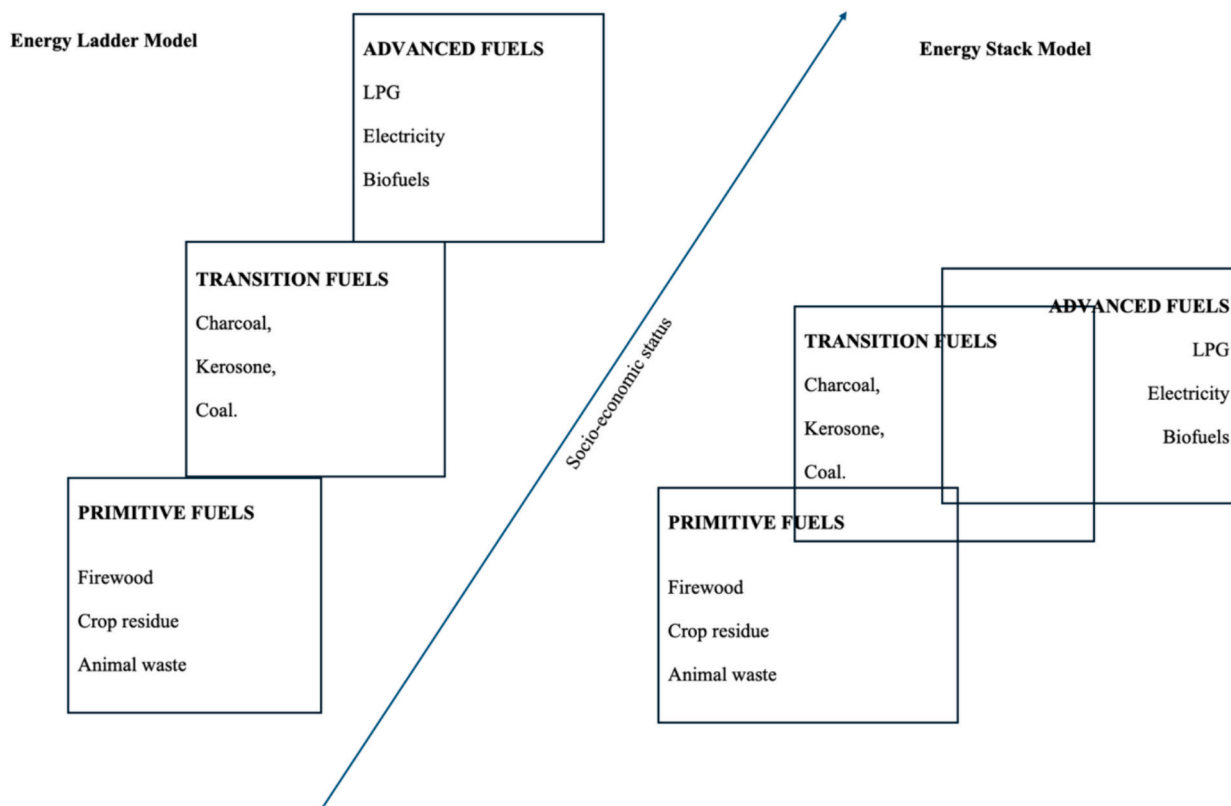 Energy Ladder Model
ADVANCED FUELS
LPG
Electricity
Biofuels
TRANSITION FUELS
Charcoal,
Kerosone,
Coal.
PRIMITIVE FUELS
Firewood
Crop residue
Animal waste
Socio-economic status
Energy Stack Model
ADVANCED FUELS
LPG
Electricity
Biofuels
TRANSITION FUELS
Charcoal,
Kerosone,
Coal.
PRIMITIVE FUELS
Firewood
Crop residue
Animal waste